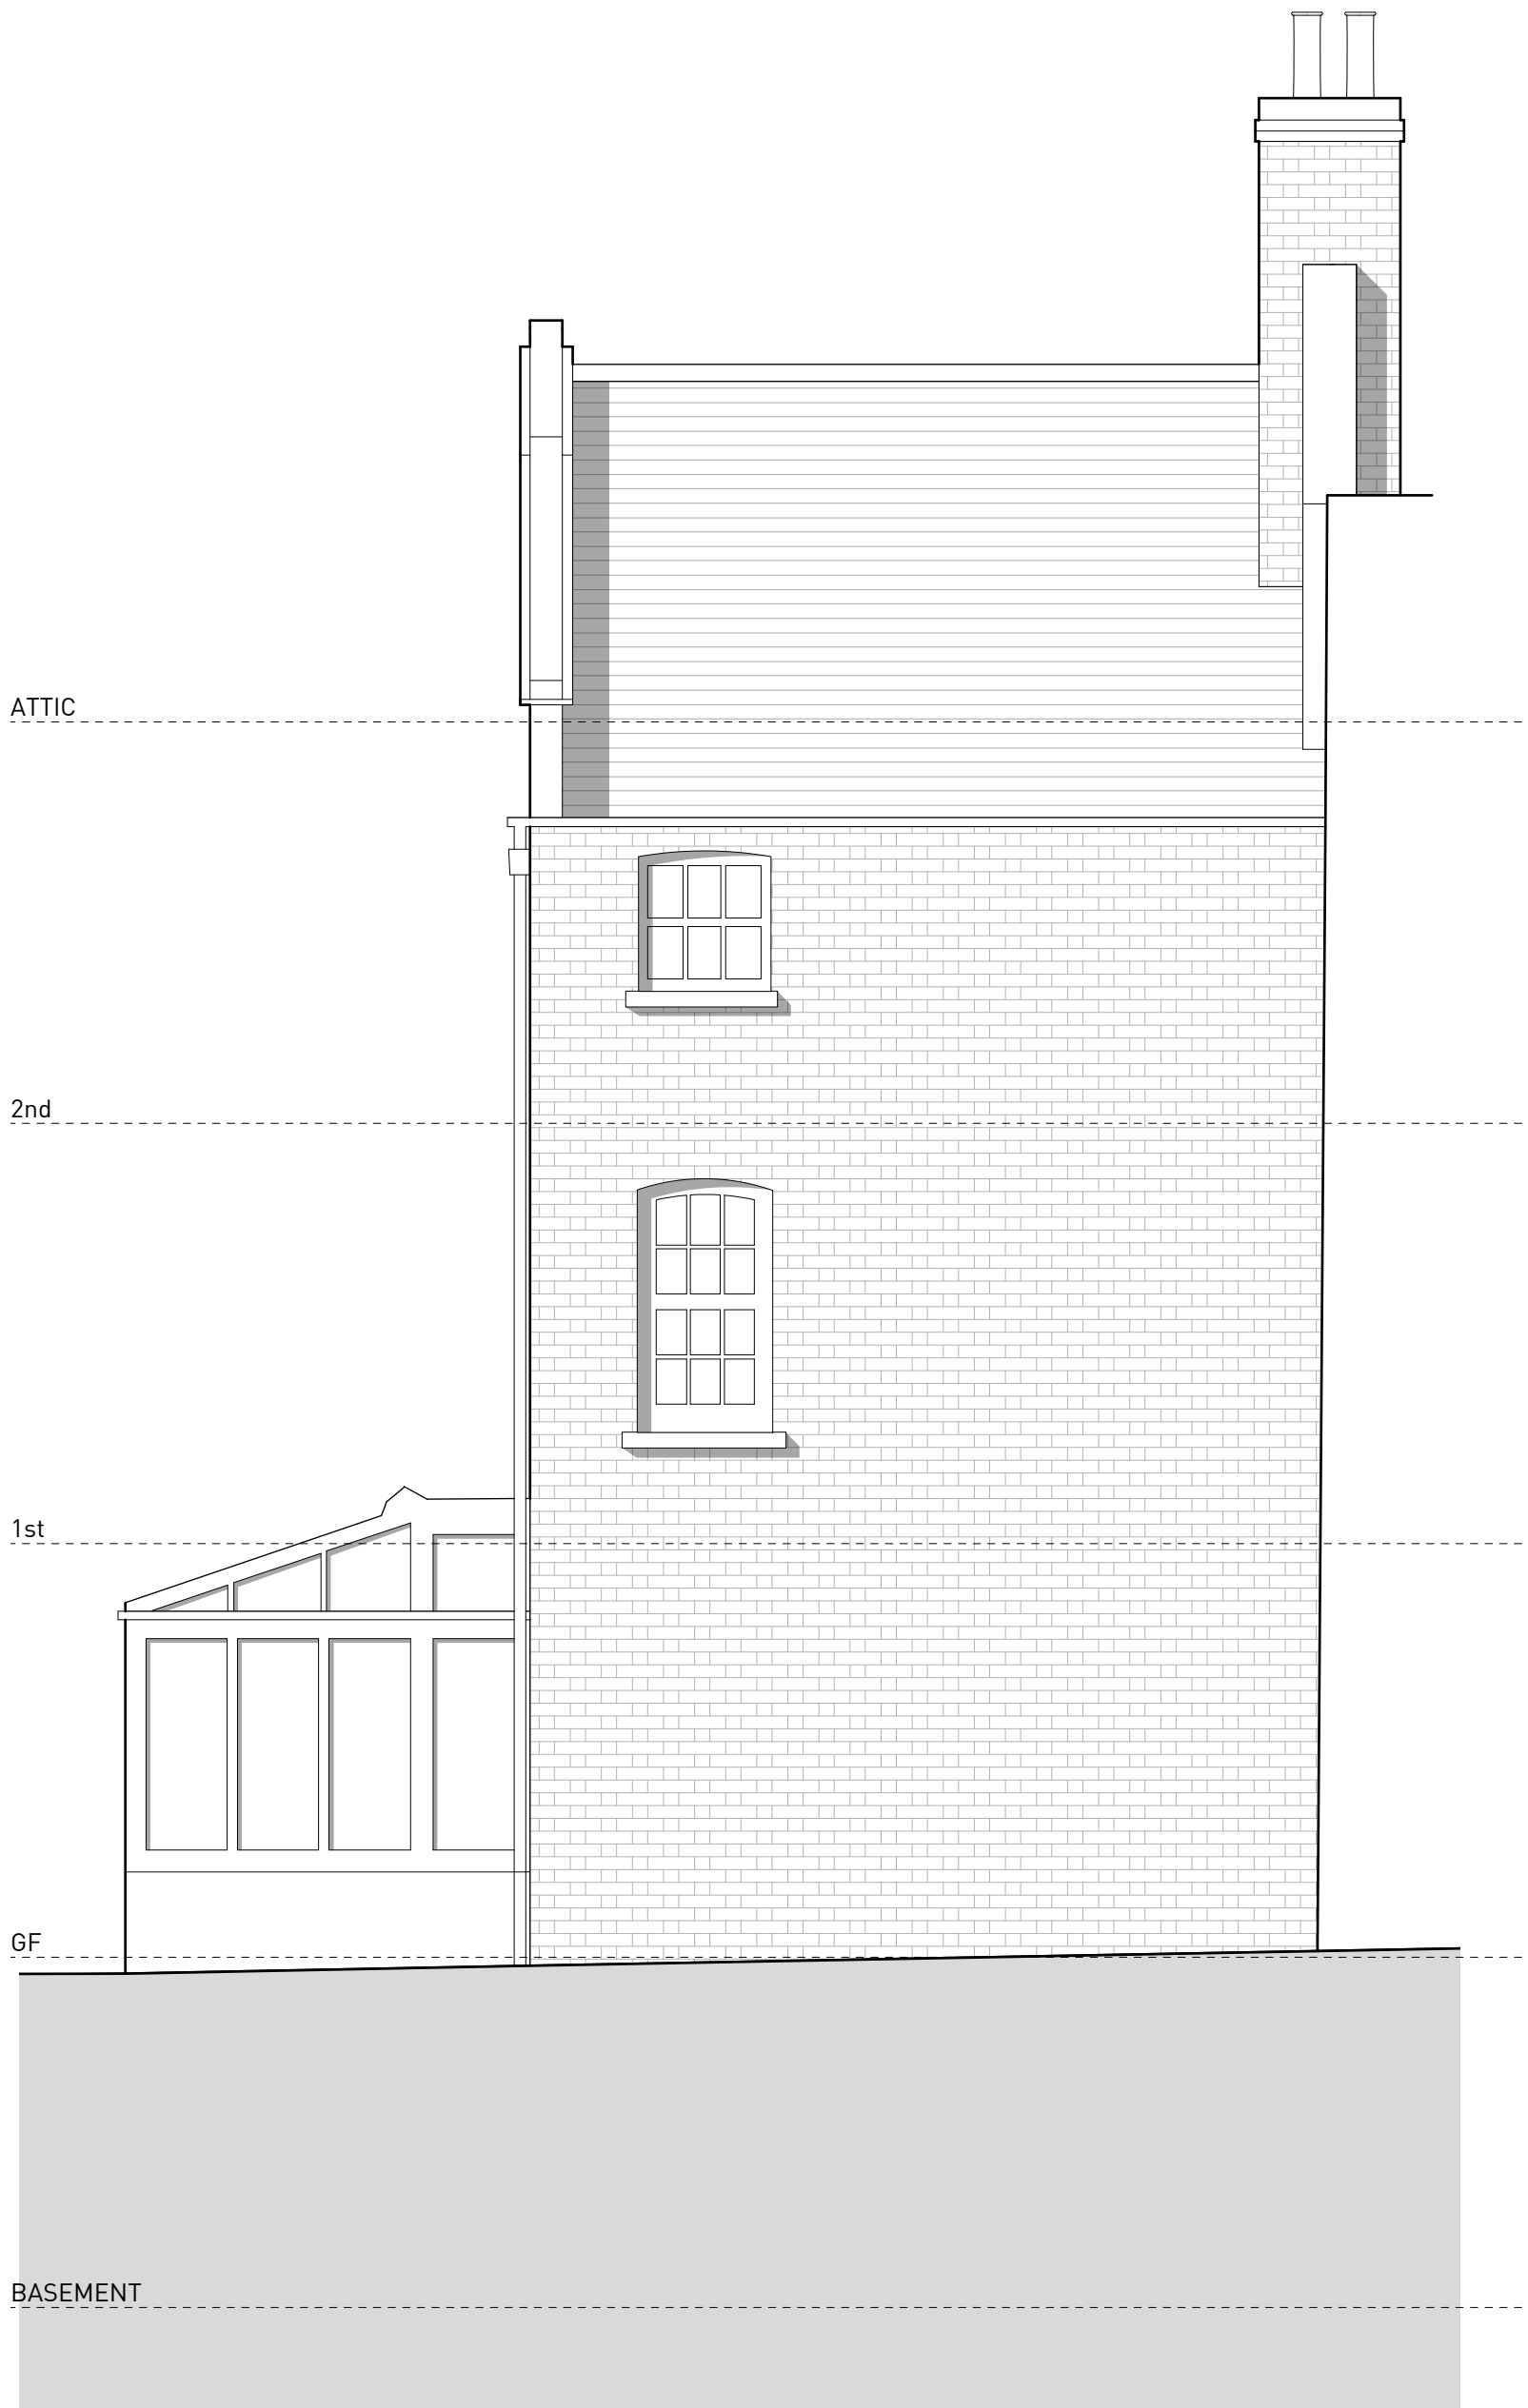 ATTIC
2nd
1st
GF
BASEMENT